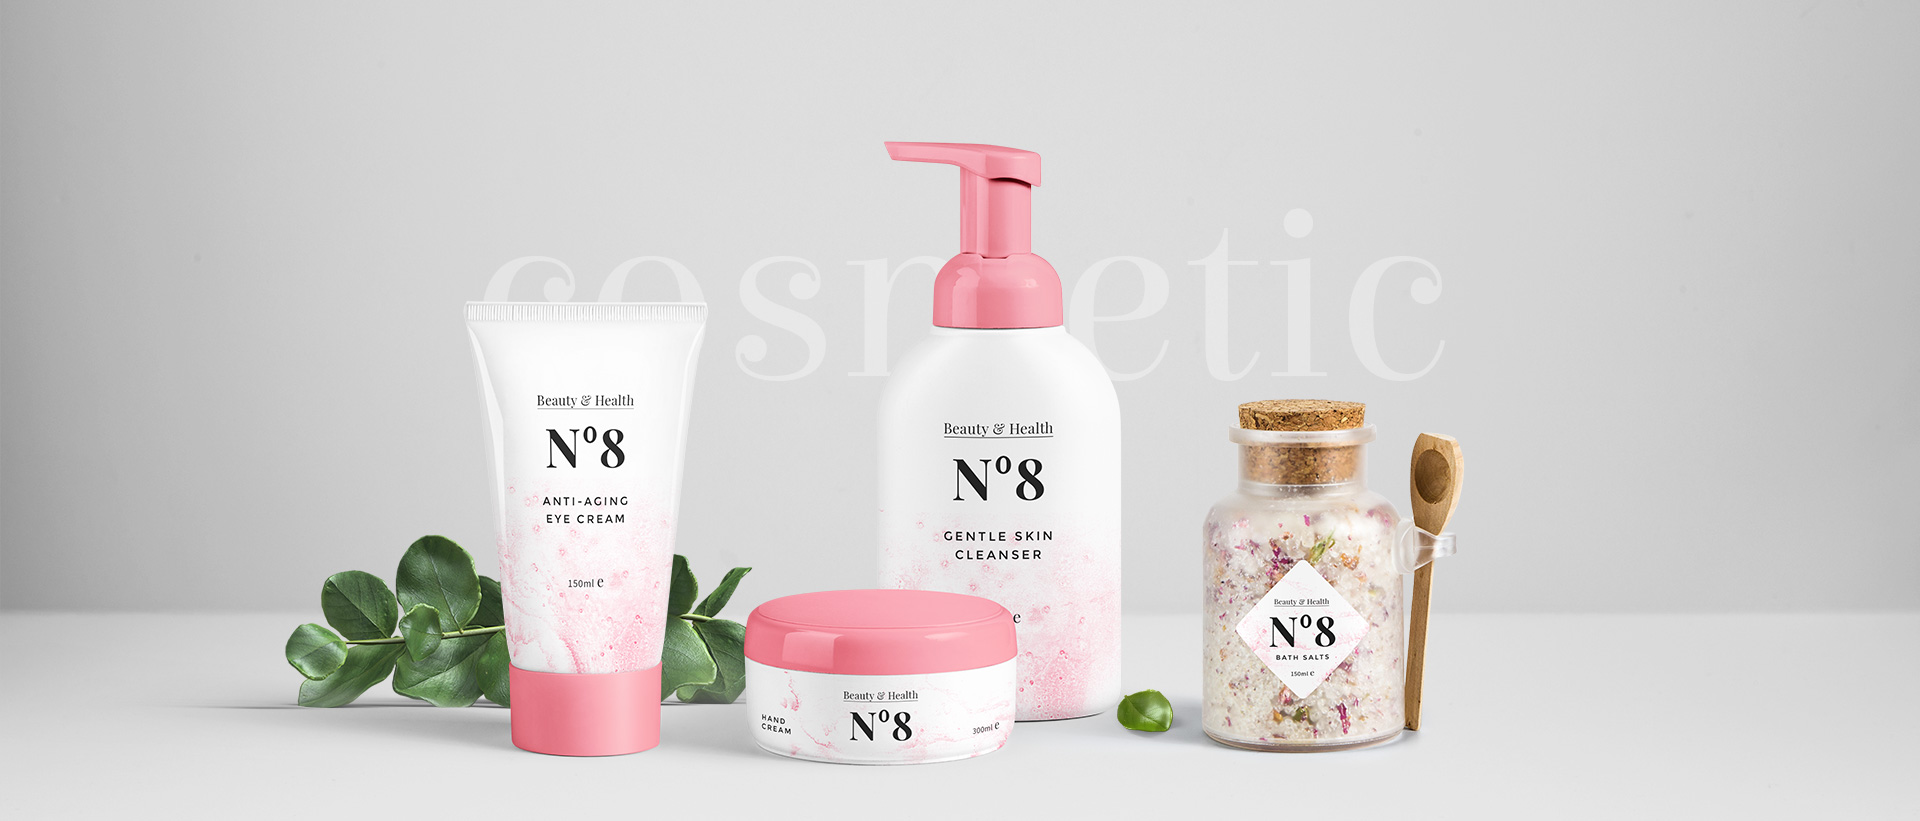 cosmetic
Beauty & Health
Nº8
ANTI-AGING
EYE CREAM
150ml e
Beauty & Health
Nº8
GENTLE SKIN
CLEANSER
e
Beauty & Health
Nº8
HAND
CREAM
300ml e
Beauty & Health
Nº8
BATH SALTS
150ml e